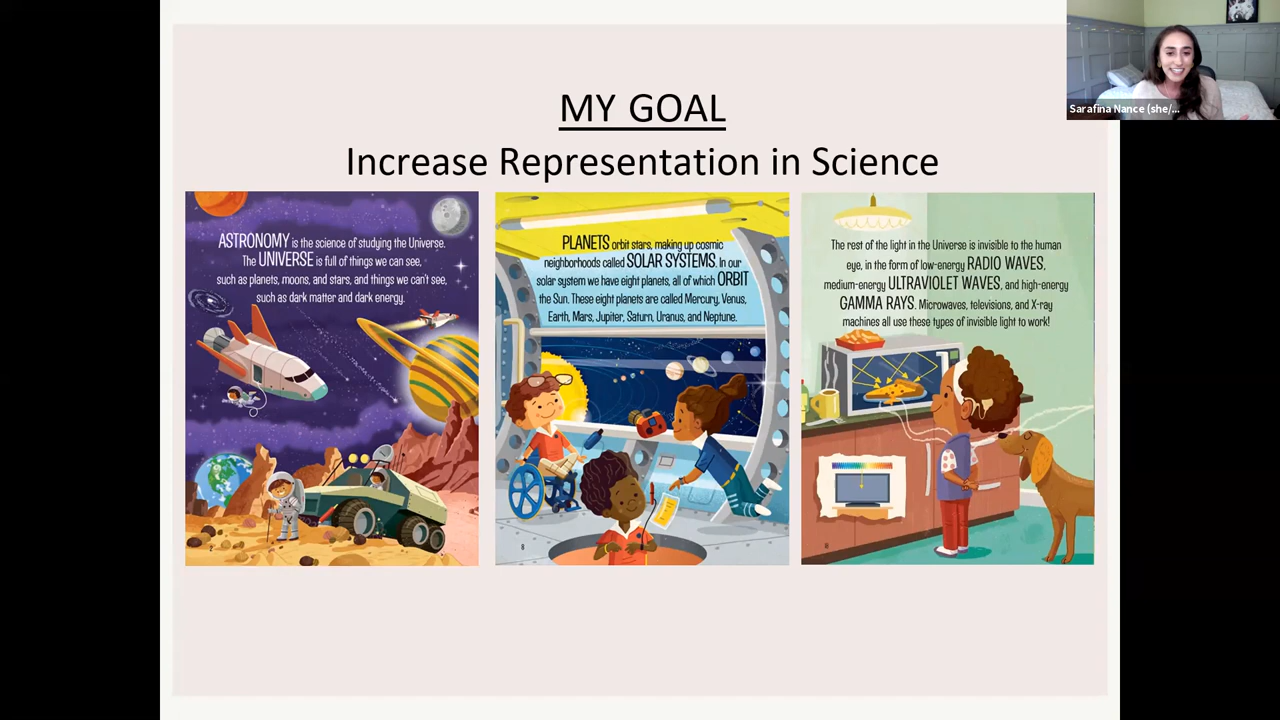 MY GOAL
Increase Representation in Science
ASTRONOMY is the science of studying the Universe.
The UNIVERSE is full of things we can see,
such as planets, moons, and stars, and things we can't see,
such as dark matter and dark energy.
2
PLANETS orbit stars, making up cosmic
neighborhoods called SOLAR SYSTEMS. In our
solar system we have eight planets, all of which ORBIT
the Sun. These eight planets are called Mercury, Venus,
Earth, Mars, Jupiter, Saturn, Uranus, and Neptune.
8
The rest of the light in the Universe is invisible to the human
eye, in the form of low-energy RADIO WAVES,
medium-energy ULTRAVIOLET WAVES, and high-energy
GAMMA RAYS. Microwaves, televisions, and X-ray
machines all use these types of invisible light to work!
Sarafina Nance (she/...